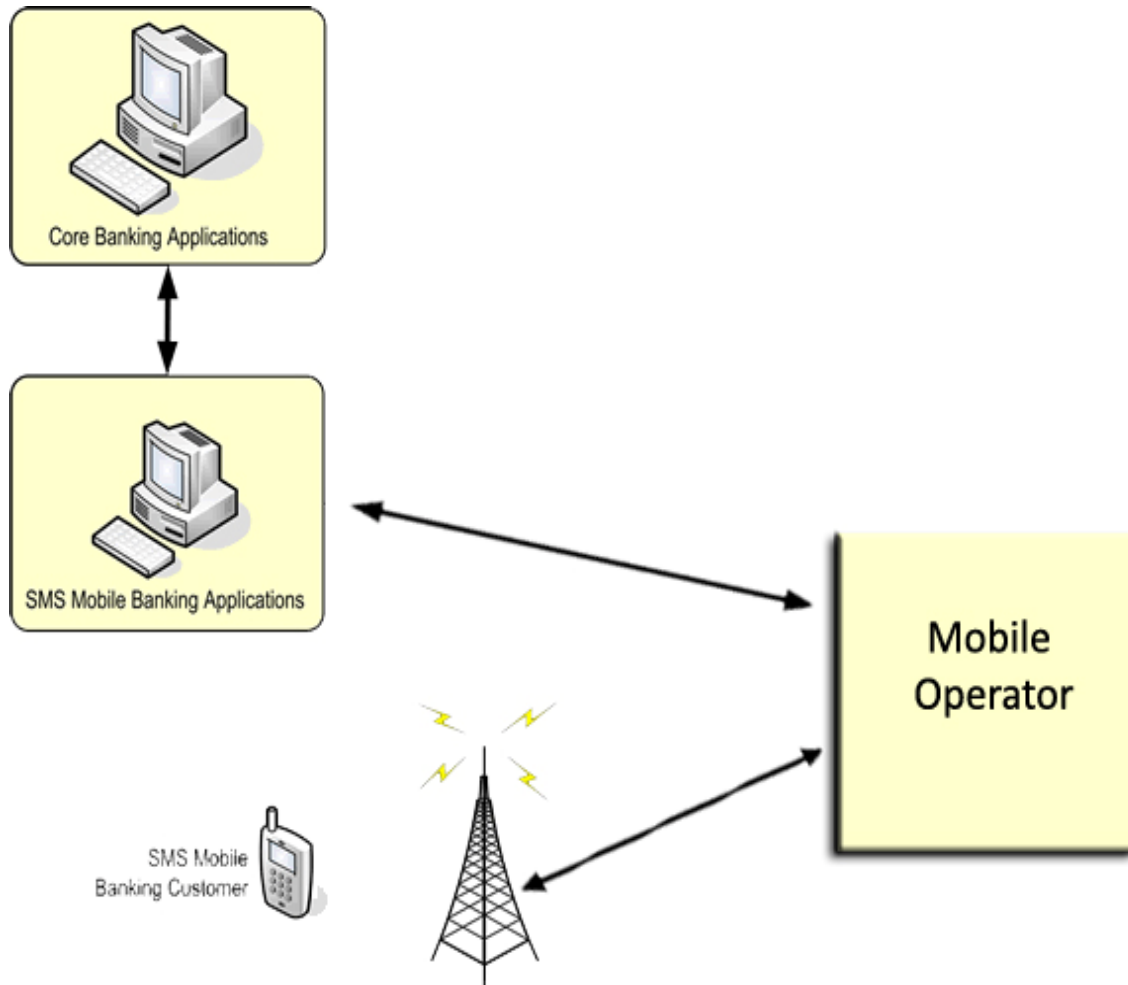 Core Banking Applications
SMS Mobile Banking Applications
Mobile
Operator
SMS Mobile
Banking Customer